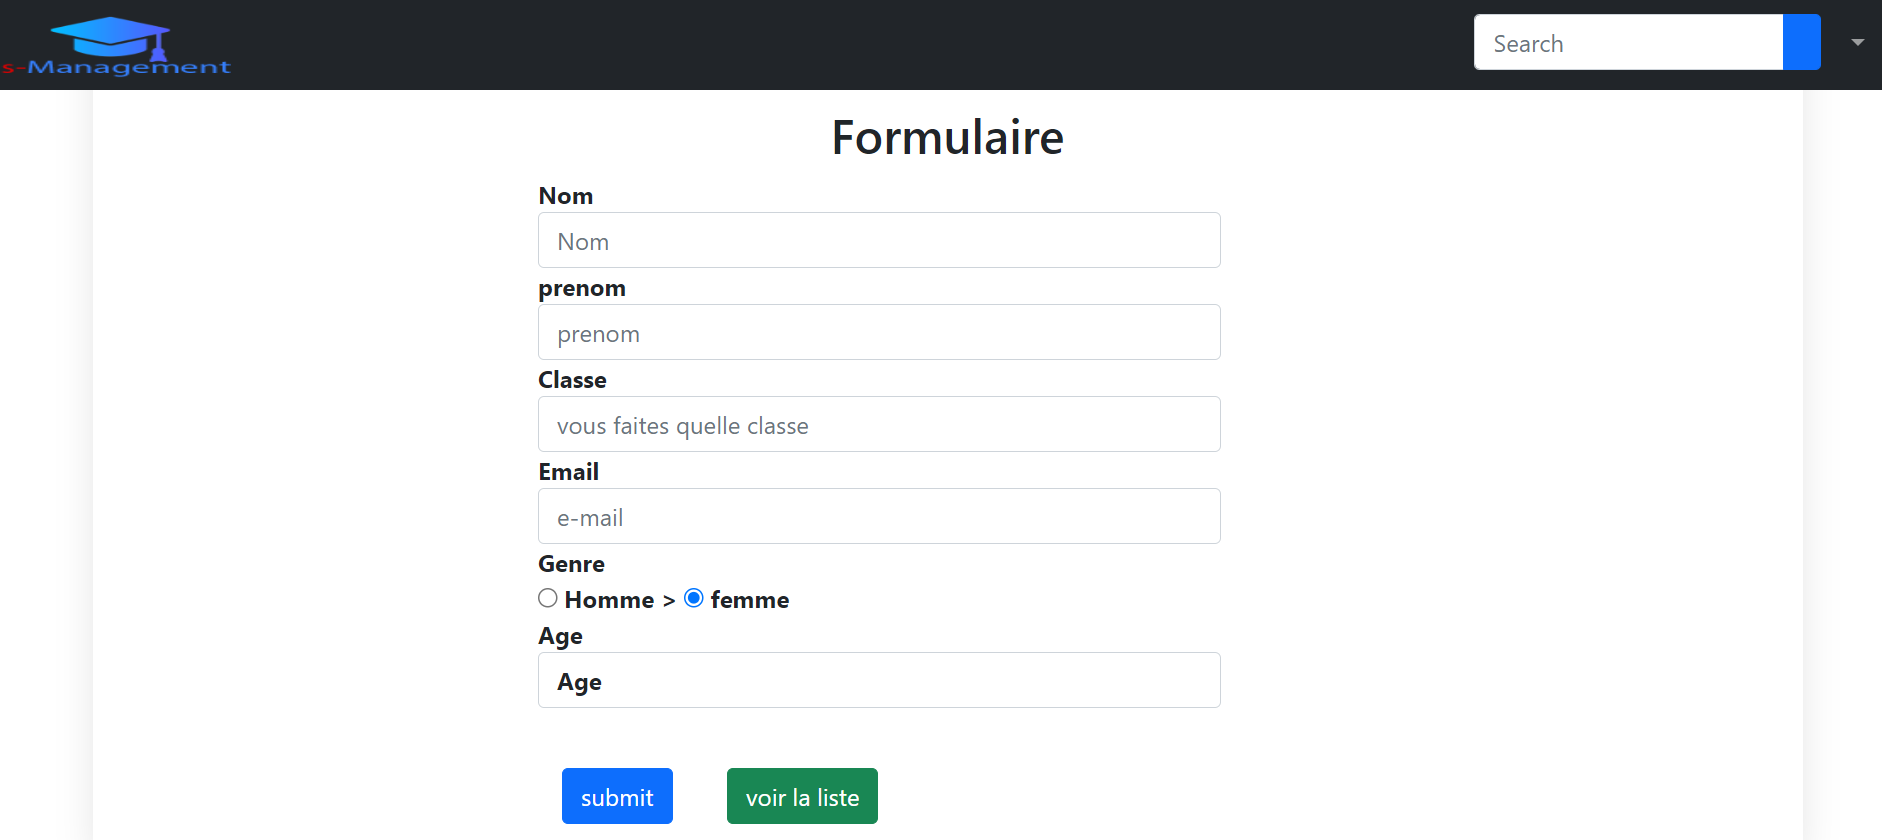 s-Management
Search
Formulaire
Nom
Nom
prenom
prenom
Classe
vous faites quelle classe
Email
e-mail
Genre
Homme > femme
Age
Age
submit voir la liste